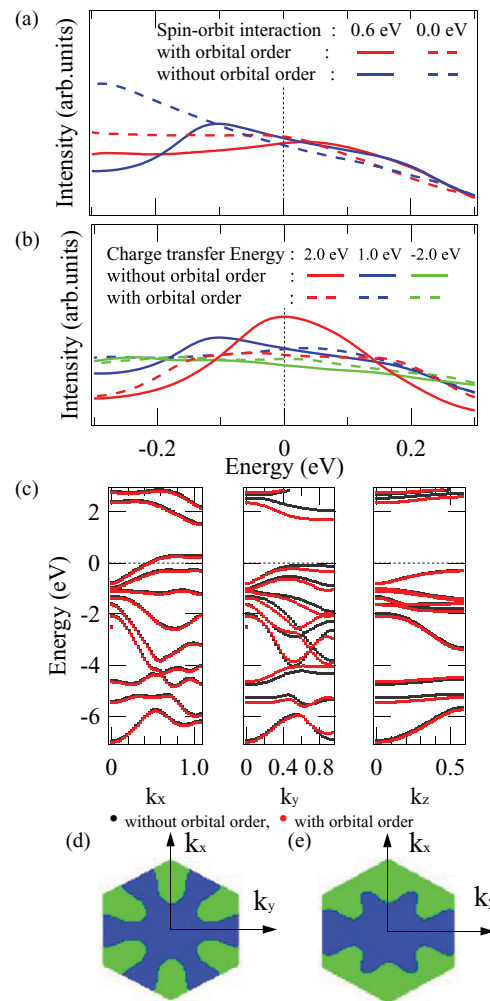 (a)
Spin-orbit interaction : 0.6 eV 0.0 eV
with orbital order :
without orbital order :
Intensity (arb.units)
(b)
Charge transfer Energy : 2.0 eV 1.0 eV -2.0 eV
without orbital order :
with orbital order :
Intensity (arb.units)
-0.2 0 0.2
Energy (eV)
(c)
2
0
-2
-4
-6
Energy (eV)
0 1.0 0 0.4 0.8 0 0.5
kx ky kz
without orbital order, with orbital order
(d) kx (e) kx
ky